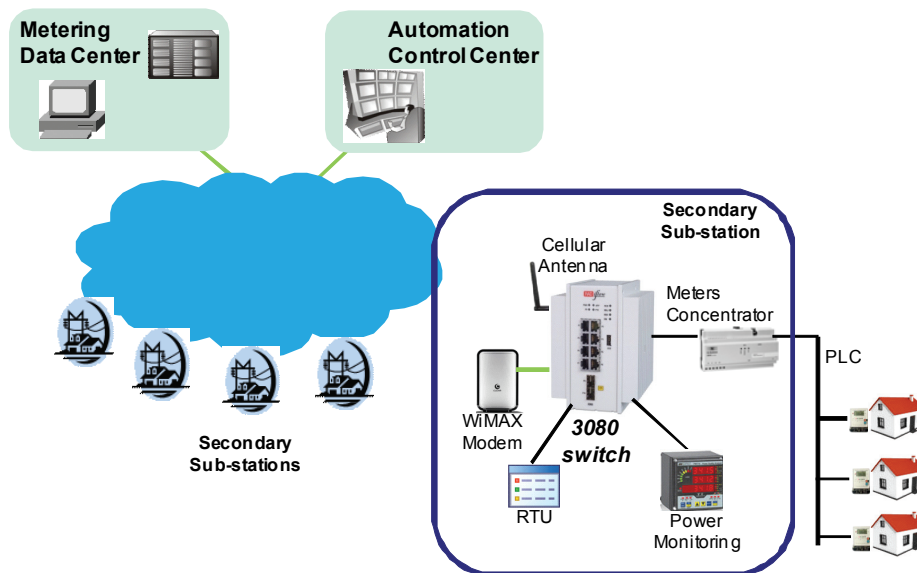 Metering
Data Center
Automation
Control Center
Secondary
Sub-station
Cellular
Antenna
Meters
Concentrator
PLC
WiMAX
Modem
3080
switch
RTU
Power
Monitoring
Secondary
Sub-stations